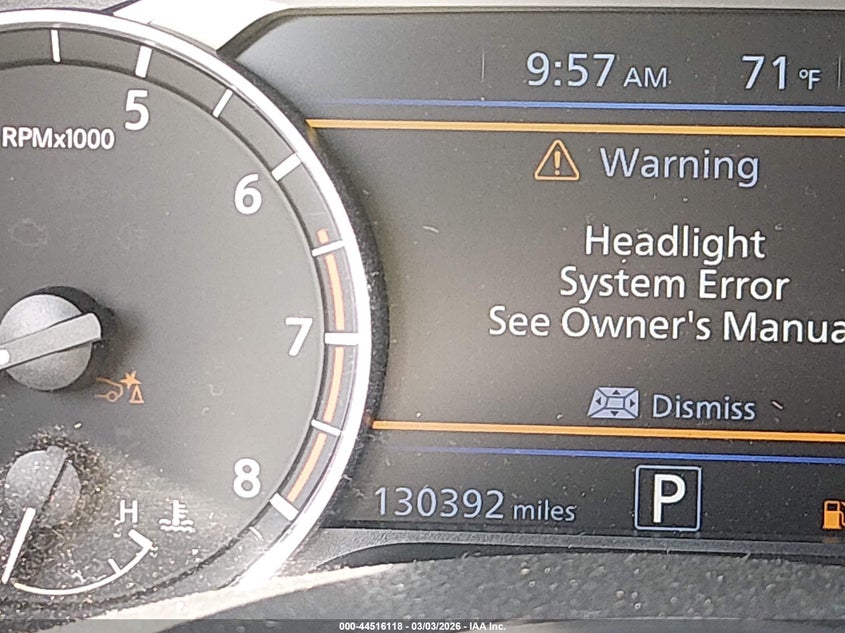 9:57 AM 71 °F
5
RPMx1000
Warning
6
Headlight
System Error
See Owner's Manua
7
Dismiss
8
130392 miles P
H
000-44516118 - 03/03/2026 - IAA Inc.